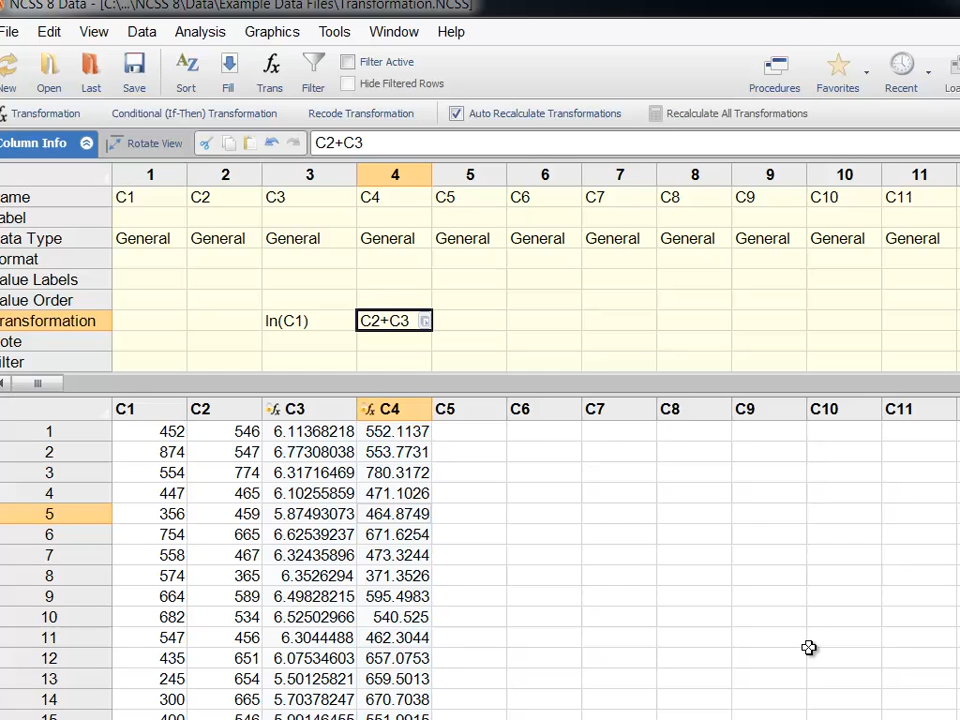 NCSS 8 Data - [C:\...\NCSS 8\Data\Example Data Files\Transformation.NCSS]
File Edit View Data Analysis Graphics Tools Window Help
Filter Active
Hide Filtered Rows
New Open Last Save Sort Fill Trans Filter Procedures Favorites Recent Loa
Transformation Conditional (If-Then) Transformation Recode Transformation Auto Recalculate Transformations Recalculate All Transformations
Column Info Rotate View C2+C3
1 2 3 4 5 6 7 8 9 10 11
ame C1 C2 C3 C4 C5 C6 C7 C8 C9 C10 C11
abel
ata Type General General General General General General General General General General General
ormat
alue Labels
alue Order
ransformation ln(C1) C2+C3
ote
ilter
C1 C2 C3 C4 C5 C6 C7 C8 C9 C10 C11
1 452 546 6.11368218 552.1137
2 874 547 6.77308038 553.7731
3 554 774 6.31716469 780.3172
4 447 465 6.10255859 471.1026
5 356 459 5.87493073 464.8749
6 754 665 6.62539237 671.6254
7 558 467 6.32435896 473.3244
8 574 365 6.3526294 371.3526
9 664 589 6.49828215 595.4983
10 682 534 6.52502966 540.525
11 547 456 6.3044488 462.3044
12 435 651 6.07534603 657.0753
13 245 654 5.50125821 659.5013
14 300 665 5.70378247 670.7038
15 400 546 5.99146455 551.9915